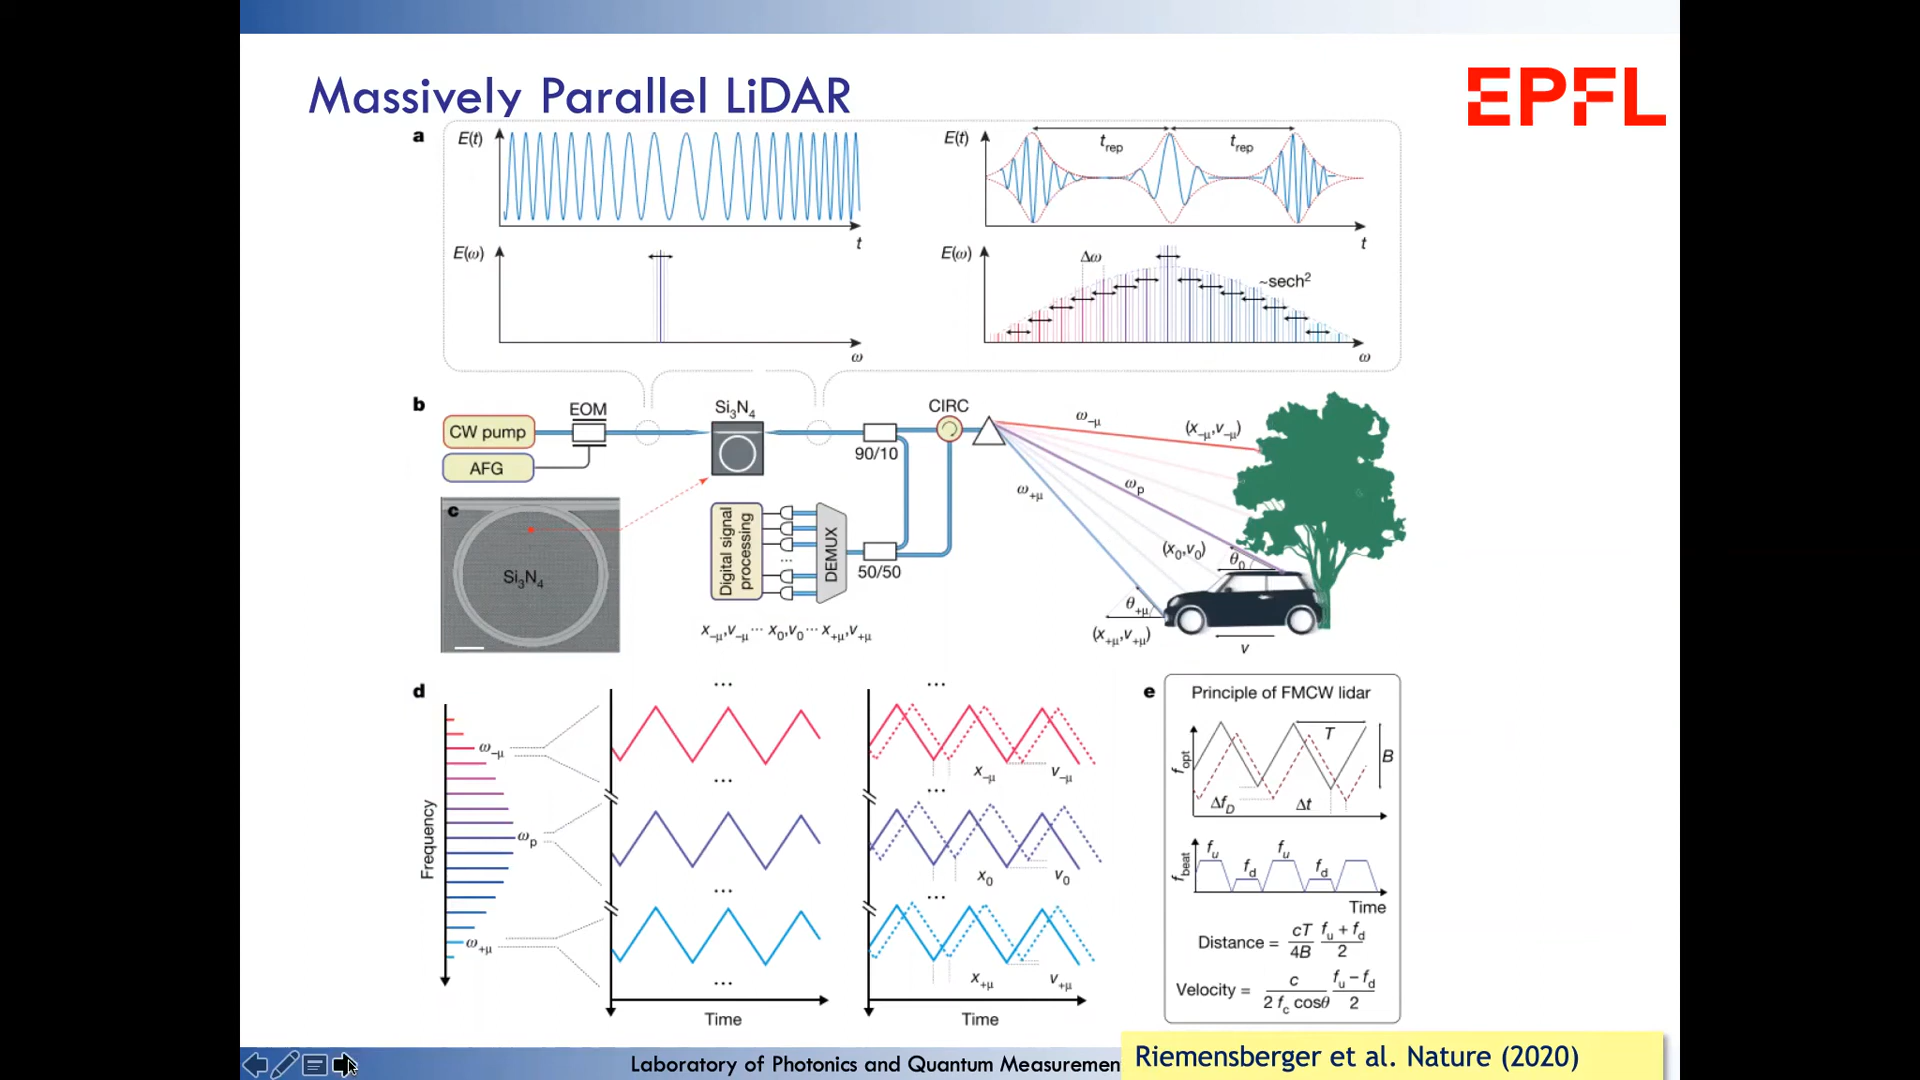 Massively Parallel LiDAR
EPFL
a
E(t)
t
E(ω)
ω
E(t)
t_rep
t_rep
t
E(ω)
Δω
~sech²
ω
b
CW pump
AFG
EOM
Si₃N₄
90/10
CIRC
ω₋μ
(x₋μ,v₋μ)
ω_p
ω₊μ
(x₀,v₀)
θ₀
θ₊μ
(x₊μ,v₊μ)
v
Digital signal
processing
...
DEMUX
50/50
x₋μ,v₋μ ··· x₀,v₀ ··· x₊μ,v₊μ
c
Si₃N₄
d
Frequency
ω₋μ
ω_p
ω₊μ
...
...
...
...
Time
...
x₋μ
v₋μ
...
x₀
v₀
...
x₊μ
v₊μ
Time
e
Principle of FMCW lidar
f_opt
T
B
Δf_D
Δt
f_beat
f_u
f_d
f_u
f_d
Time
Distance = cT/4B (f_u + f_d)/2
Velocity = c/(2 f_c cosθ) (f_u − f_d)/2
Laboratory of Photonics and Quantum Measurement
Riemensberger et al. Nature (2020)